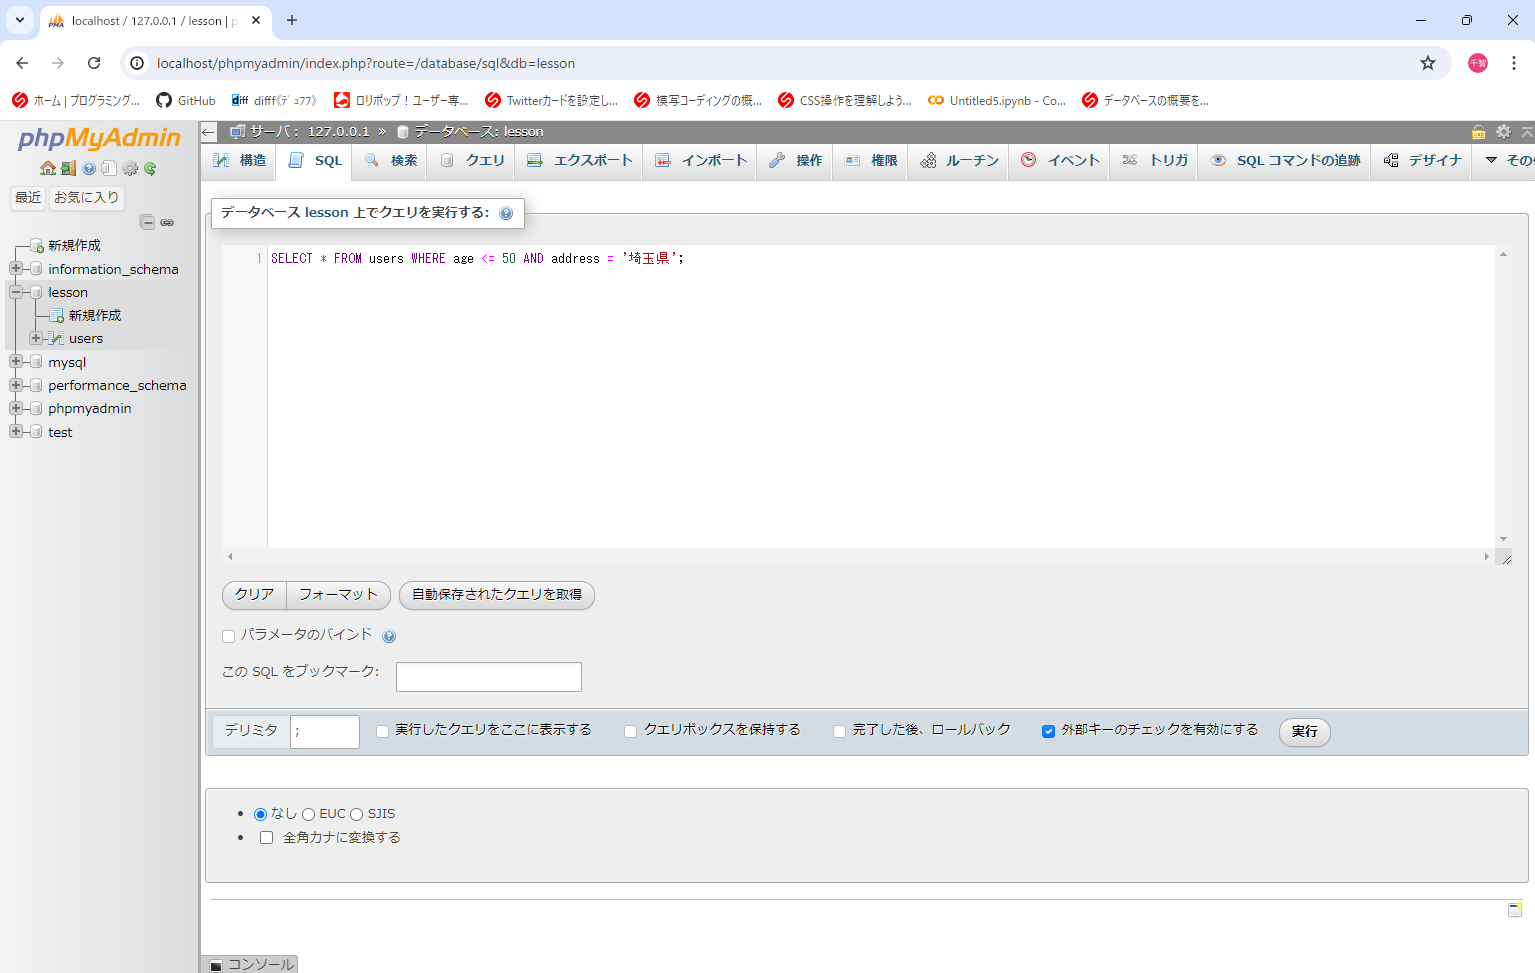 localhost / 127.0.0.1 / lesson | p
localhost/phpmyadmin/index.php?route=/database/sql&db=lesson
千智
ホーム | プログラミング...
GitHub
diff difff《ﾃﾞｭﾌﾌ》
ロリポップ！ユーザー専...
Twitterカードを設定し...
模写コーディングの概...
CSS操作を理解しよう...
Untitled5.ipynb - Co...
データベースの概要を...
phpMyAdmin
最近 お気に入り
新規作成
information_schema
lesson
新規作成
users
mysql
performance_schema
phpmyadmin
test
サーバ： 127.0.0.1 » データベース: lesson
構造 SQL 検索 クエリ エクスポート インポート 操作 権限 ルーチン イベント トリガ SQL コマンドの追跡 デザイナ その
データベース lesson 上でクエリを実行する:
1 SELECT * FROM users WHERE age <= 50 AND address = '埼玉県';
クリア フォーマット 自動保存されたクエリを取得
パラメータのバインド
この SQL をブックマーク:
デリミタ ; 実行したクエリをここに表示する クエリボックスを保持する 完了した後、ロールバック 外部キーのチェックを有効にする 実行
なし EUC SJIS
全角カナに変換する
コンソール